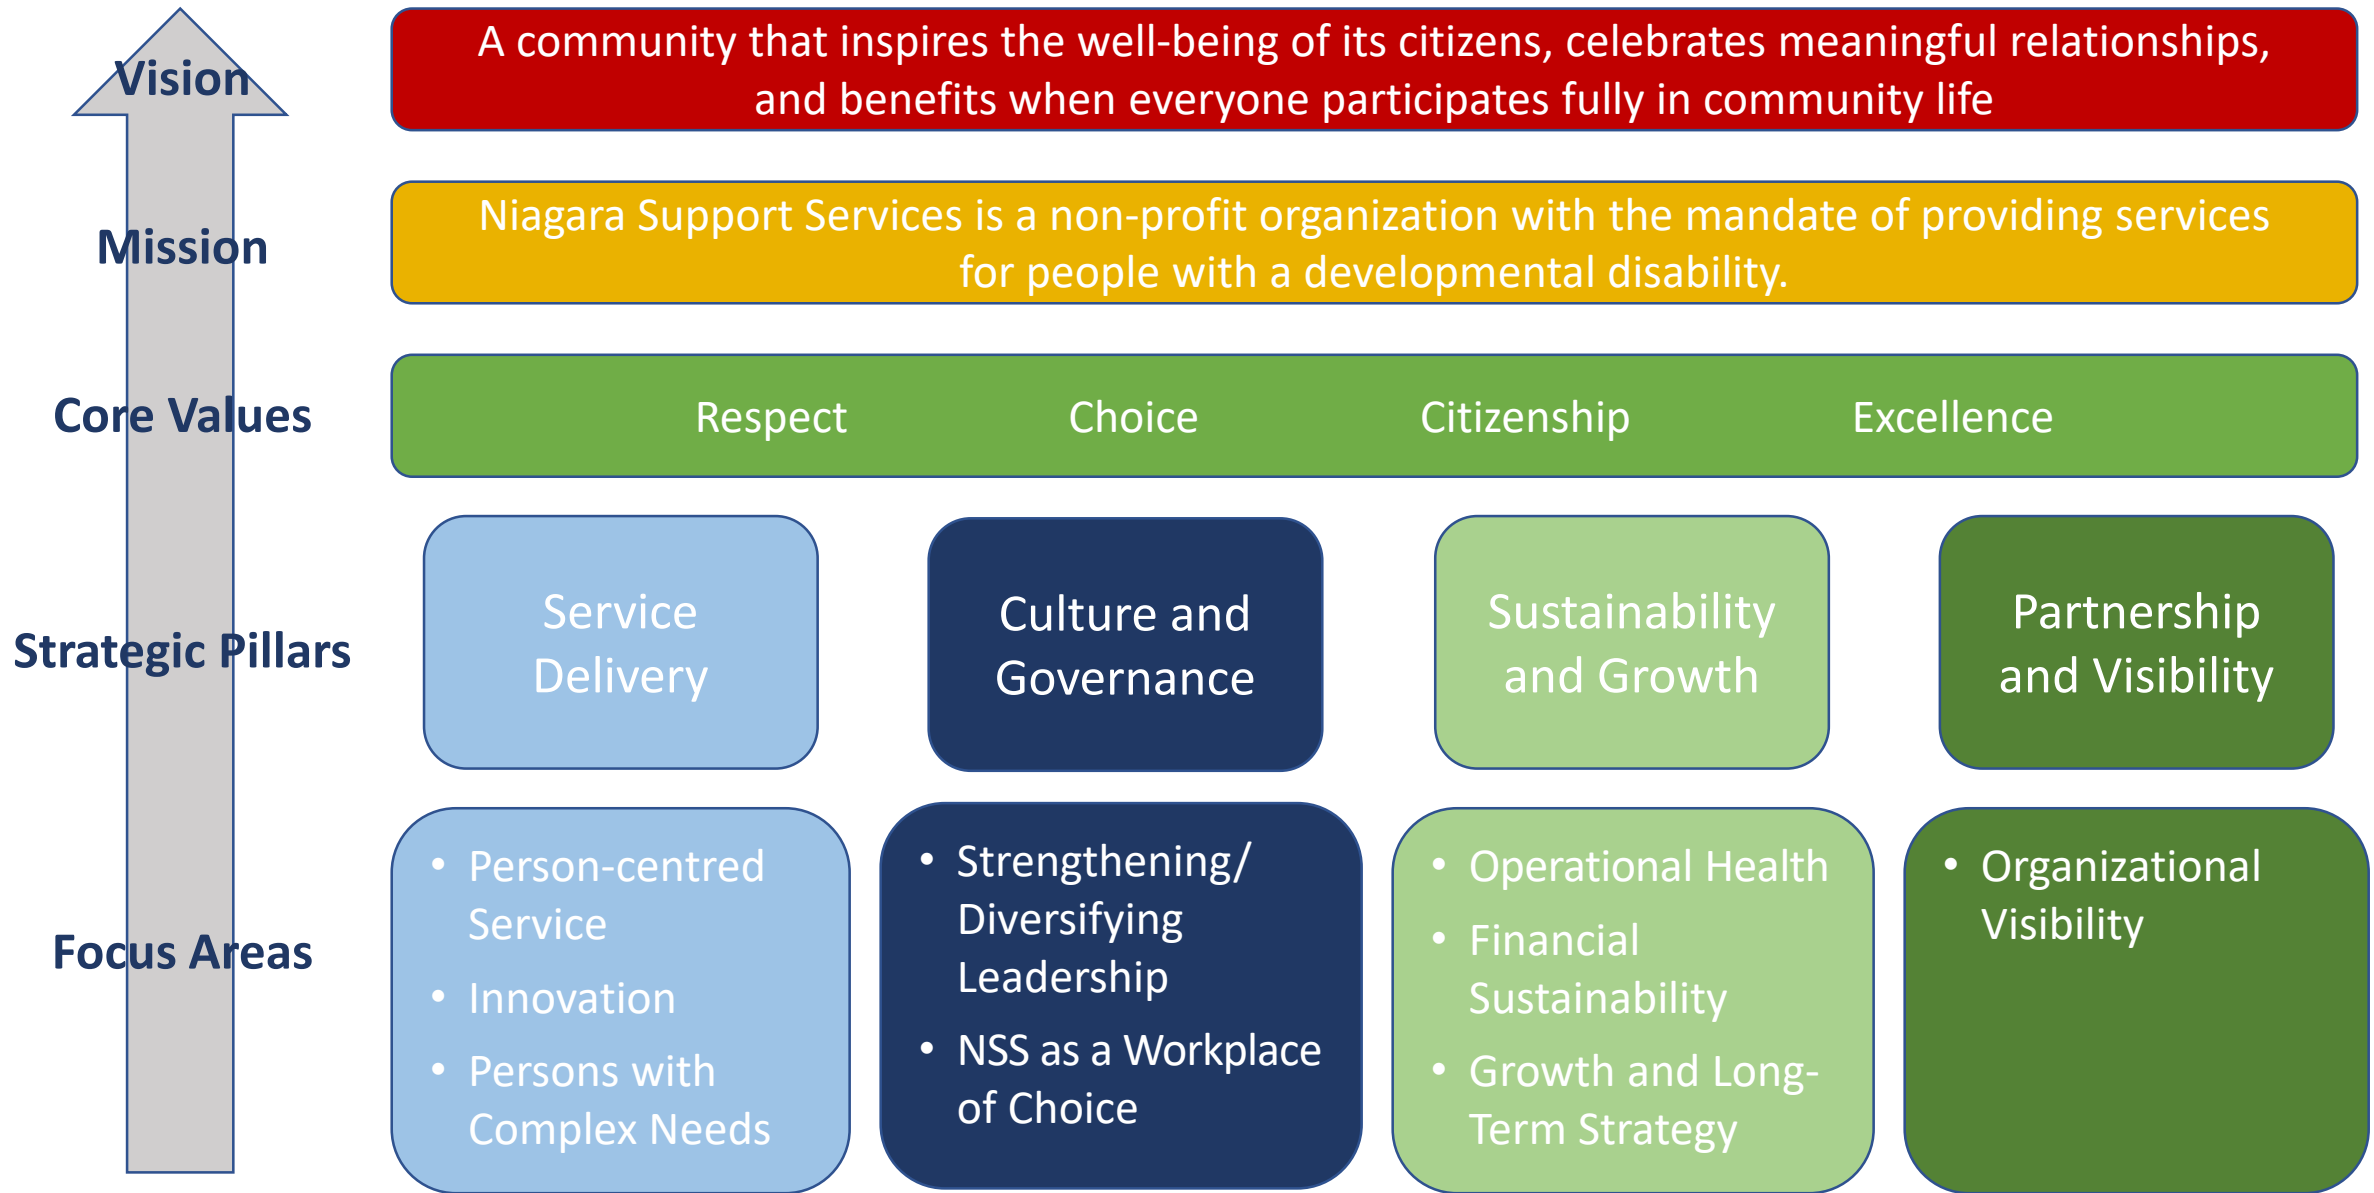 Vision
A community that inspires the well-being of its citizens, celebrates meaningful relationships,
and benefits when everyone participates fully in community life
Mission
Niagara Support Services is a non-profit organization with the mandate of providing services
for people with a developmental disability.
Core Values
Respect Choice Citizenship Excellence
Strategic Pillars
Service
Delivery
Culture and
Governance
Sustainability
and Growth
Partnership
and Visibility
Focus Areas
• Person-centred
Service
• Innovation
• Persons with
Complex Needs
• Strengthening/
Diversifying
Leadership
• NSS as a Workplace
of Choice
• Operational Health
• Financial
Sustainability
• Growth and Long-
Term Strategy
• Organizational
Visibility